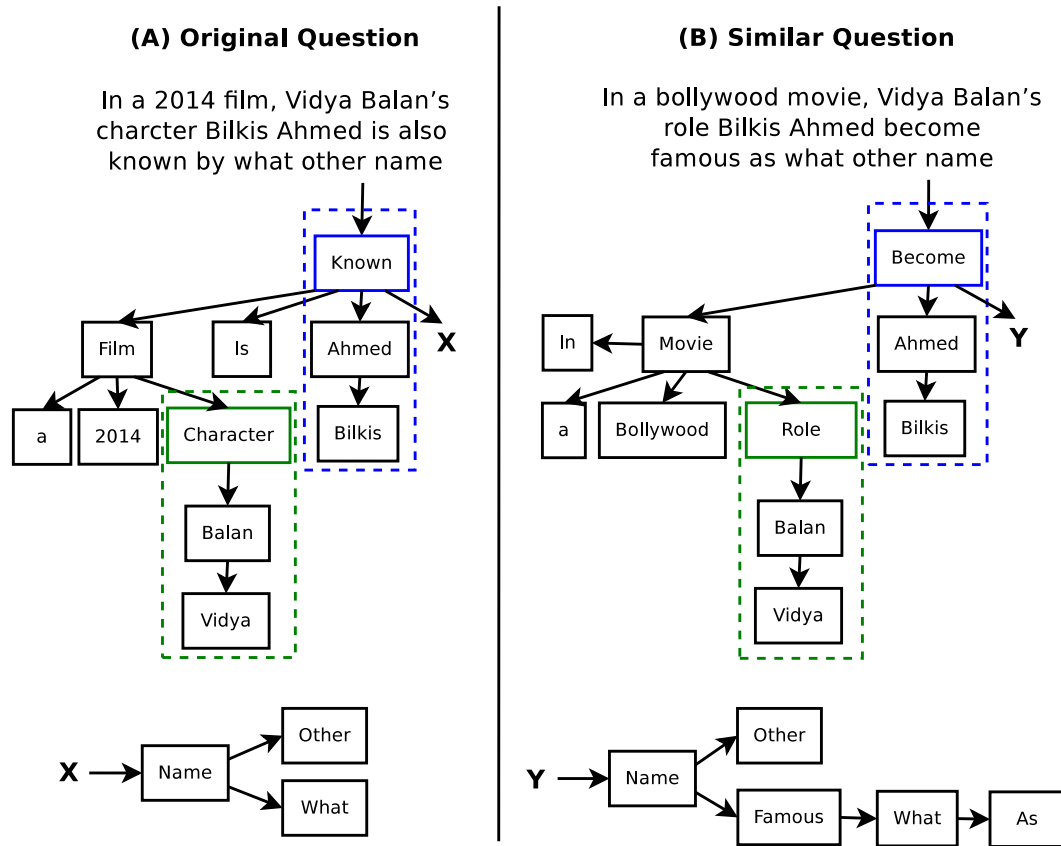 (A) Original Question
In a 2014 film, Vidya Balan's
charcter Bilkis Ahmed is also
known by what other name
Known
Film
Is
Ahmed
X
a
2014
Character
Bilkis
Balan
Vidya
X
Name
Other
What
(B) Similar Question
In a bollywood movie, Vidya Balan's
role Bilkis Ahmed become
famous as what other name
Become
In
Movie
Ahmed
Y
a
Bollywood
Role
Bilkis
Balan
Vidya
Y
Name
Other
Famous
What
As